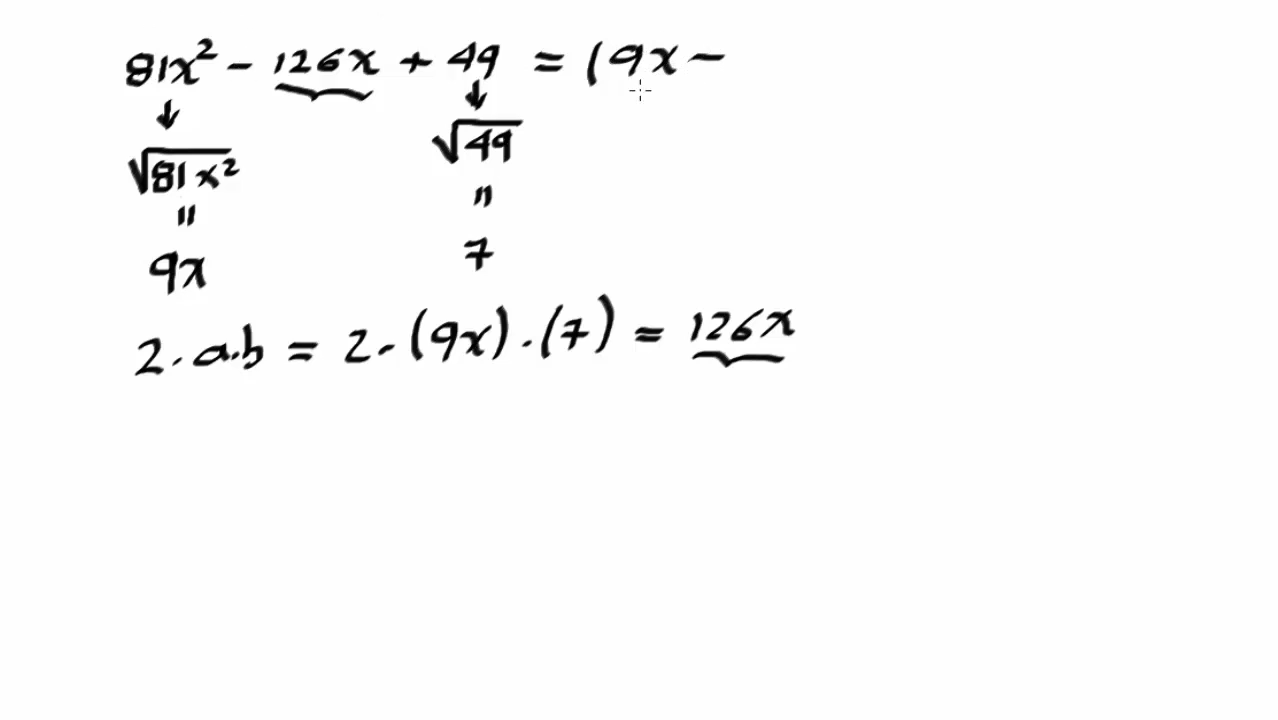 81x² - 126x + 49 = (9x -
↓ ↓
√81x² √49
" "
9x 7
2·a·b = 2·(9x)·(7) = 126x